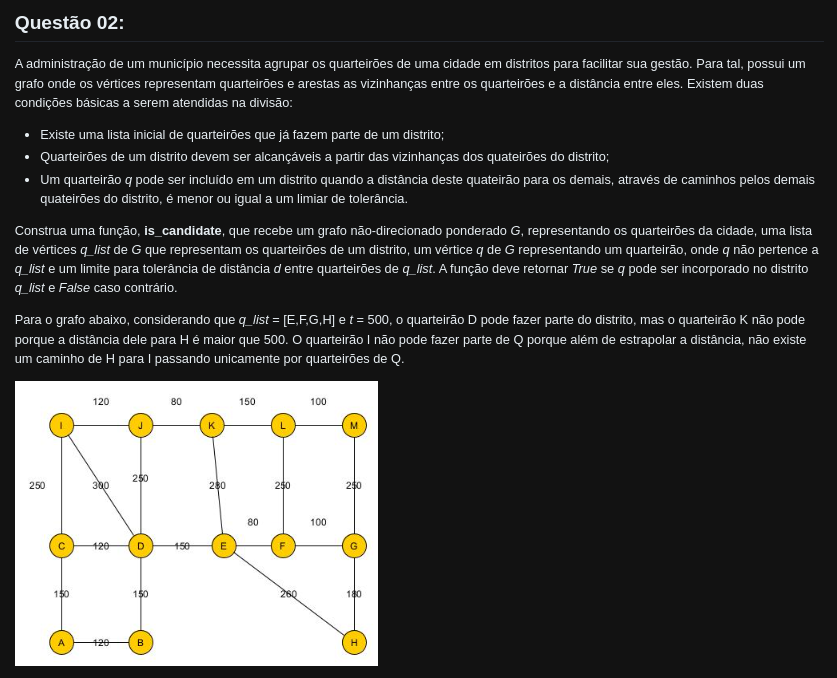 Questão 02:
A administração de um município necessita agrupar os quarteirões de uma cidade em distritos para facilitar sua gestão. Para tal, possui um
grafo onde os vértices representam quarteirões e arestas as vizinhanças entre os quarteirões e a distância entre eles. Existem duas
condições básicas a serem atendidas na divisão:
Existe uma lista inicial de quarteirões que já fazem parte de um distrito;
Quarteirões de um distrito devem ser alcançáveis a partir das vizinhanças dos quateirões do distrito;
Um quarteirão q pode ser incluído em um distrito quando a distância deste quateirão para os demais, através de caminhos pelos demais
quateirões do distrito, é menor ou igual a um limiar de tolerância.
Construa uma função, is_candidate, que recebe um grafo não-direcionado ponderado G, representando os quarteirões da cidade, uma lista
de vértices q_list de G que representam os quarteirões de um distrito, um vértice q de G representando um quarteirão, onde q não pertence a
q_list e um limite para tolerância de distância d entre quarteirões de q_list. A função deve retornar True se q pode ser incorporado no distrito
q_list e False caso contrário.
Para o grafo abaixo, considerando que q_list = [E,F,G,H] e t = 500, o quarteirão D pode fazer parte do distrito, mas o quarteirão K não pode
porque a distância dele para H é maior que 500. O quarteirão I não pode fazer parte de Q porque além de estrapolar a distância, não existe
um caminho de H para I passando unicamente por quarteirões de Q.
120 80 150 100
I J K L M
250 300 250 280 250 250
80 100
C 120 D 150 E F G
150 150 260 180
A 120 B H